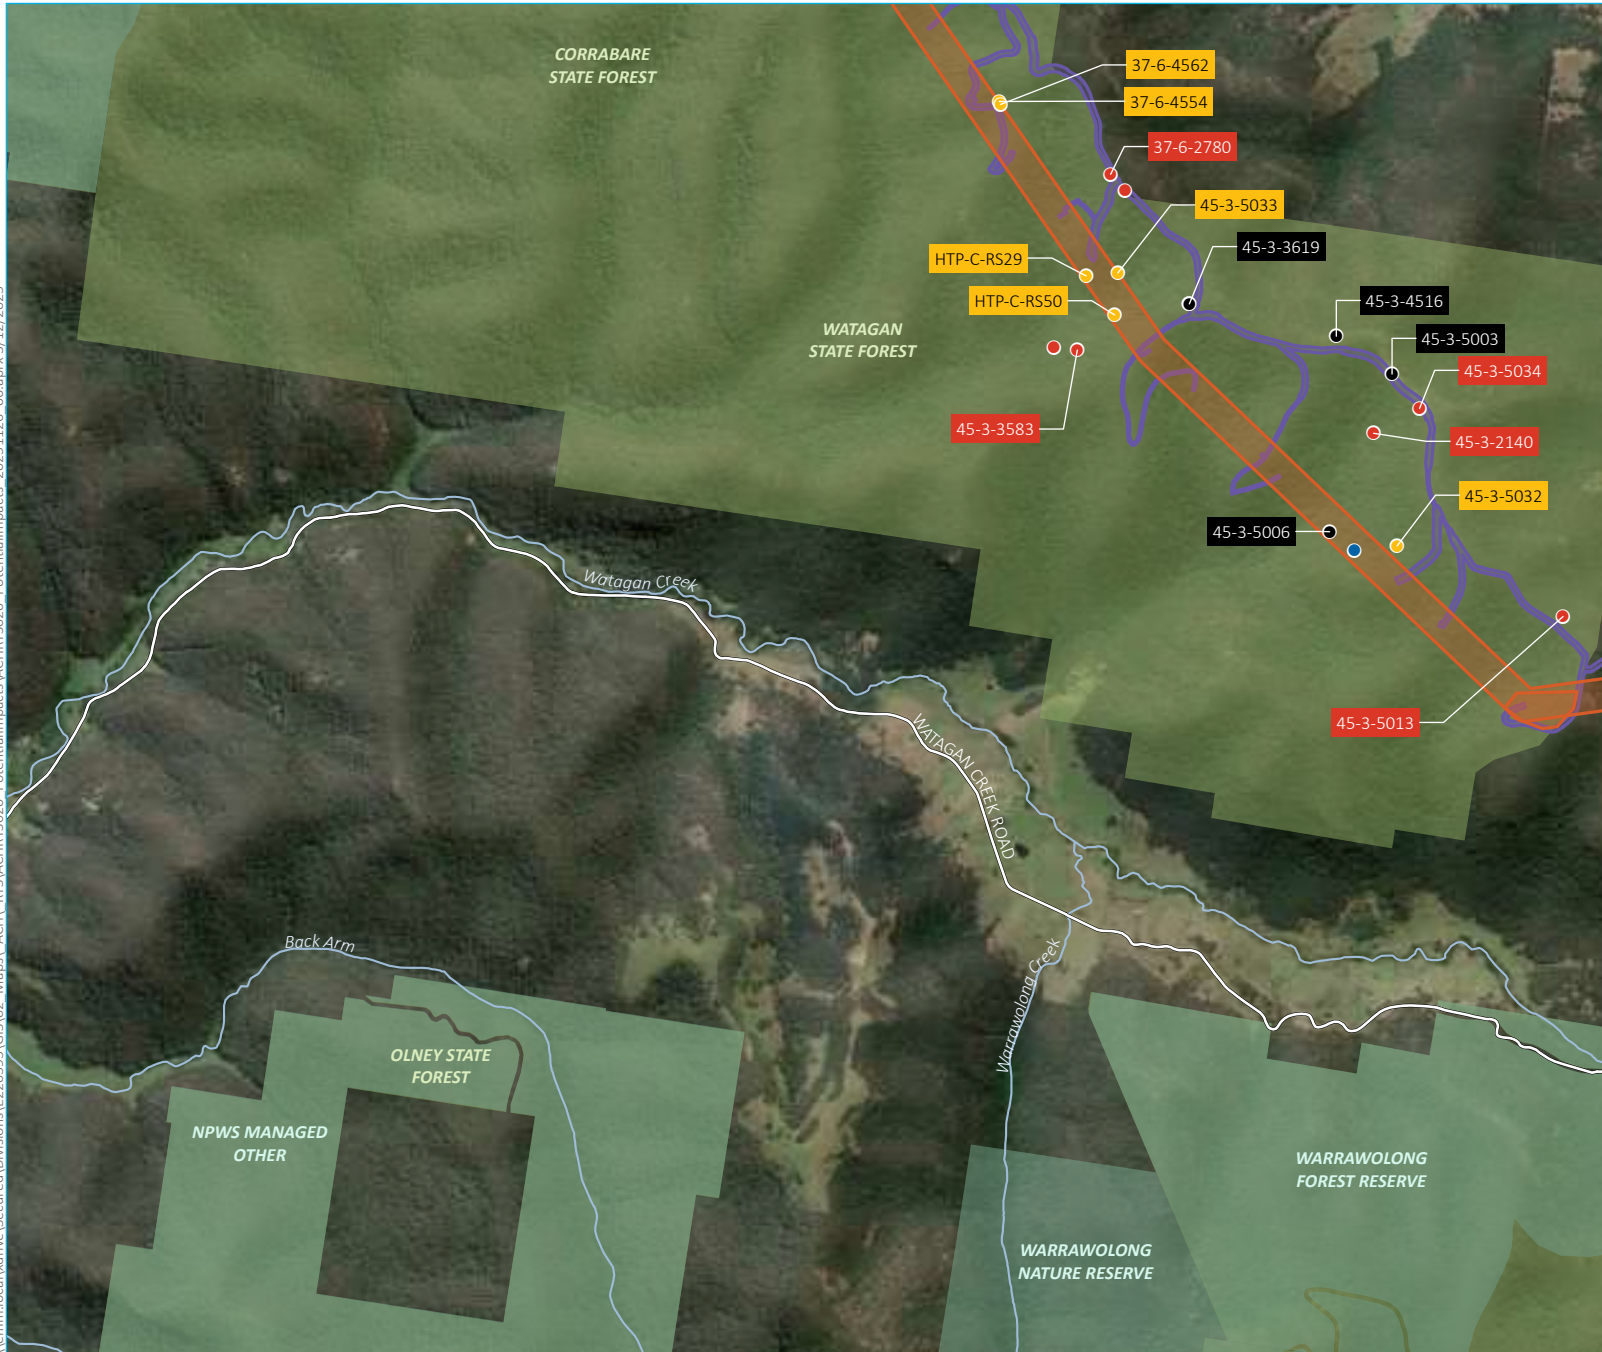 CORRABARE
STATE FOREST
37-6-4562
37-6-4554
37-6-2780
45-3-5033
45-3-3619
HTP-C-RS29
HTP-C-RS50
45-3-4516
WATAGAN
STATE FOREST
45-3-5003
45-3-5034
45-3-3583
45-3-2140
45-3-5032
45-3-5006
Watagan Creek
45-3-5013
WATAGAN CREEK ROAD
Back Arm
Warrawolong Creek
OLNEY STATE
FOREST
NPWS MANAGED
OTHER
WARRAWOLONG
FOREST RESERVE
WARRAWOLONG
NATURE RESERVE